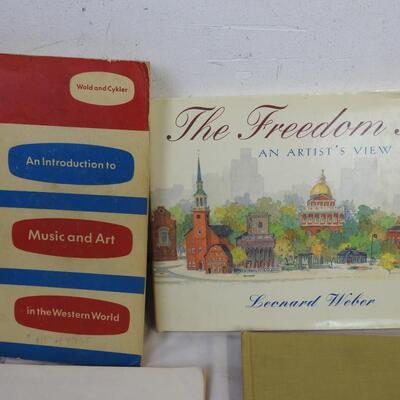 Wold and Cykler
An Introduction to
Music and Art
in the Western World
The Freedom
AN ARTIST'S VIEW
Leonard Weber